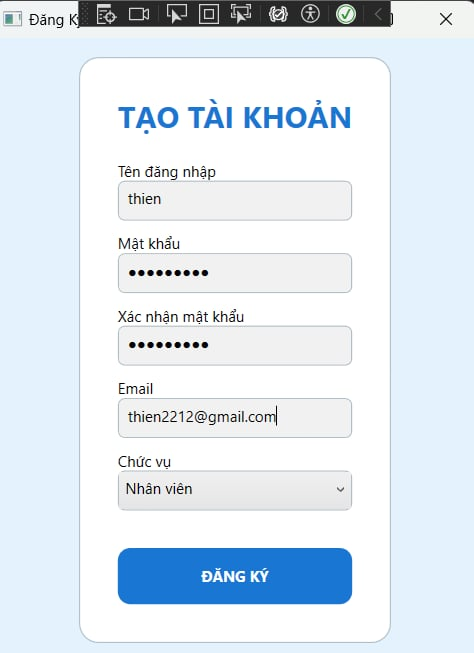 Đăng Ký
TẠO TÀI KHOẢN
Tên đăng nhập
thien
Mật khẩu
●●●●●●●●●
Xác nhận mật khẩu
●●●●●●●●●
Email
thien2212@gmail.com
Chức vụ
Nhân viên
ĐĂNG KÝ